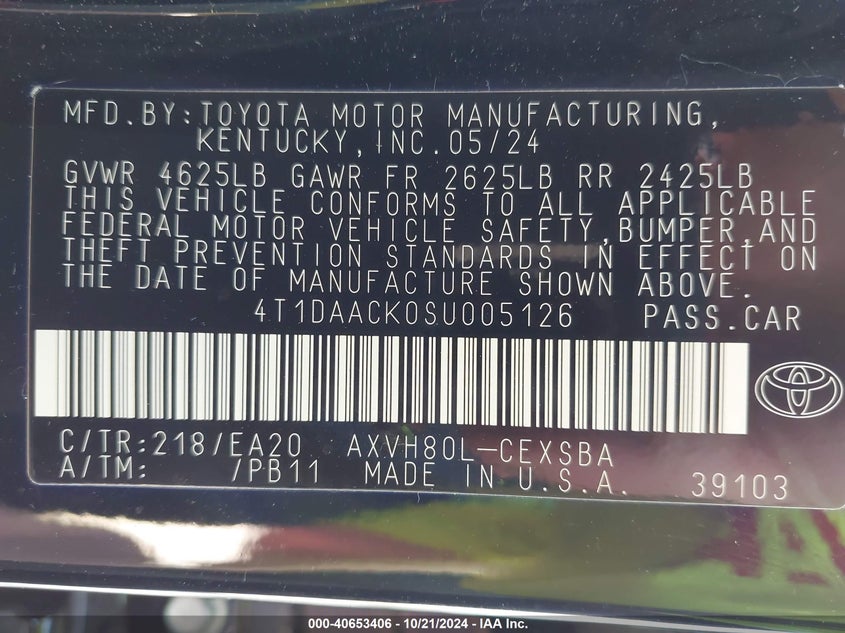 MFD.BY:TOYOTA MOTOR MANUFACTURING,
KENTUCKY,INC.05/24
GVWR 4625LB GAWR FR 2625LB RR 2425LB
THIS VEHICLE CONFORMS TO ALL APPLICABLE
FEDERAL MOTOR VEHICLE SAFETY,BUMPER,AND
THEFT PREVENTION STANDARDS IN EFFECT ON
THE DATE OF MANUFACTURE SHOWN ABOVE.
4T1DAACK0SU005126 PASS.CAR
C/TR:218/EA20 AXVH80L-CEXSBA
A/TM: /PB11 MADE IN U.S.A. 39103
000-40653406 - 10/21/2024 - IAA Inc.